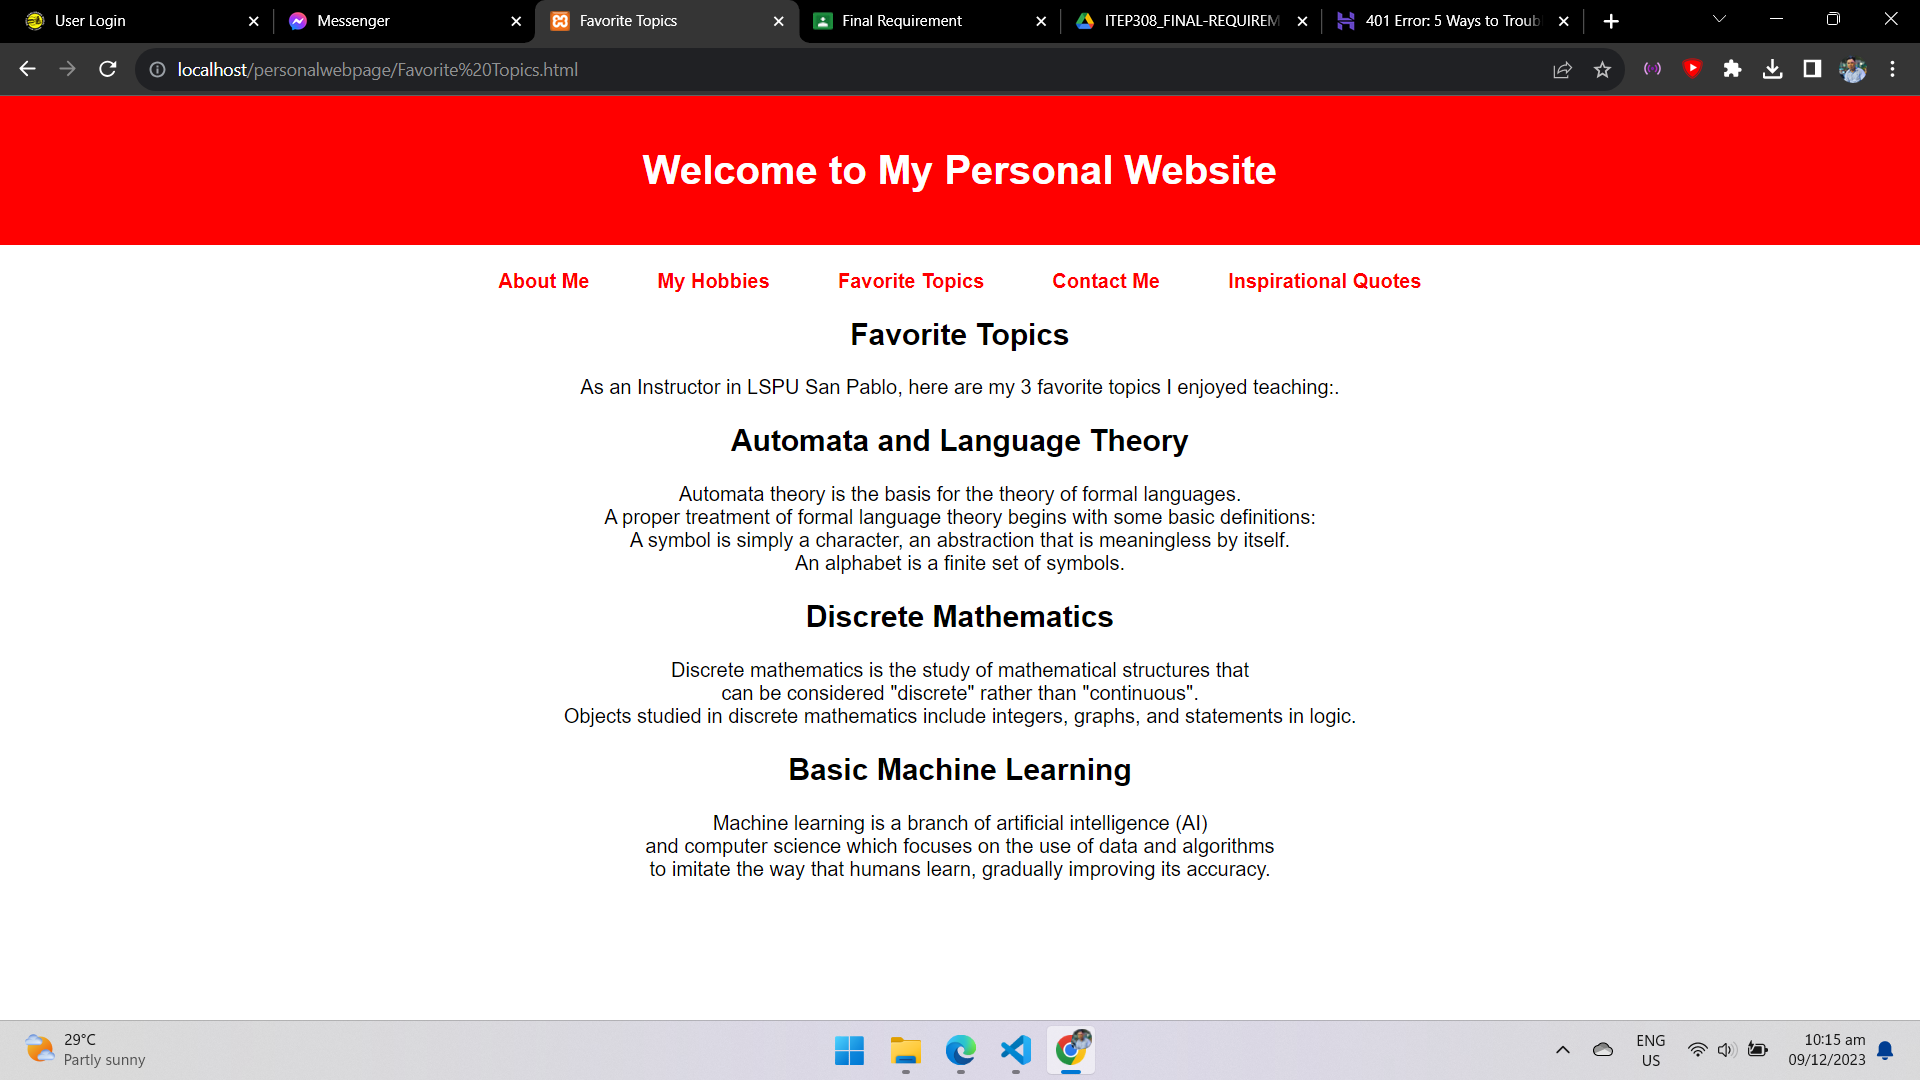 User Login
Messenger
Favorite Topics
Final Requirement
ITEP308_FINAL-REQUIREM
401 Error: 5 Ways to Troub
localhost/personalwebpage/Favorite%20Topics.html
Welcome to My Personal Website
About Me My Hobbies Favorite Topics Contact Me Inspirational Quotes
Favorite Topics
As an Instructor in LSPU San Pablo, here are my 3 favorite topics I enjoyed teaching:.
Automata and Language Theory
Automata theory is the basis for the theory of formal languages.
A proper treatment of formal language theory begins with some basic definitions:
A symbol is simply a character, an abstraction that is meaningless by itself.
An alphabet is a finite set of symbols.
Discrete Mathematics
Discrete mathematics is the study of mathematical structures that
can be considered "discrete" rather than "continuous".
Objects studied in discrete mathematics include integers, graphs, and statements in logic.
Basic Machine Learning
Machine learning is a branch of artificial intelligence (AI)
and computer science which focuses on the use of data and algorithms
to imitate the way that humans learn, gradually improving its accuracy.
29°C
Partly sunny
ENG
US
10:15 am
09/12/2023